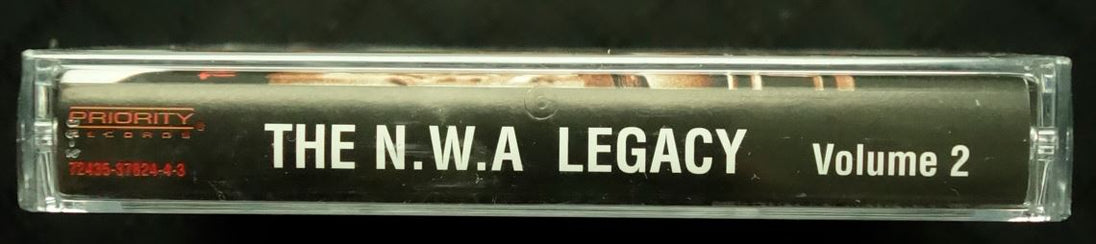 PRIORITY
RECORDS®
72435-37824-4-3
THE N.W.A LEGACY
Volume 2